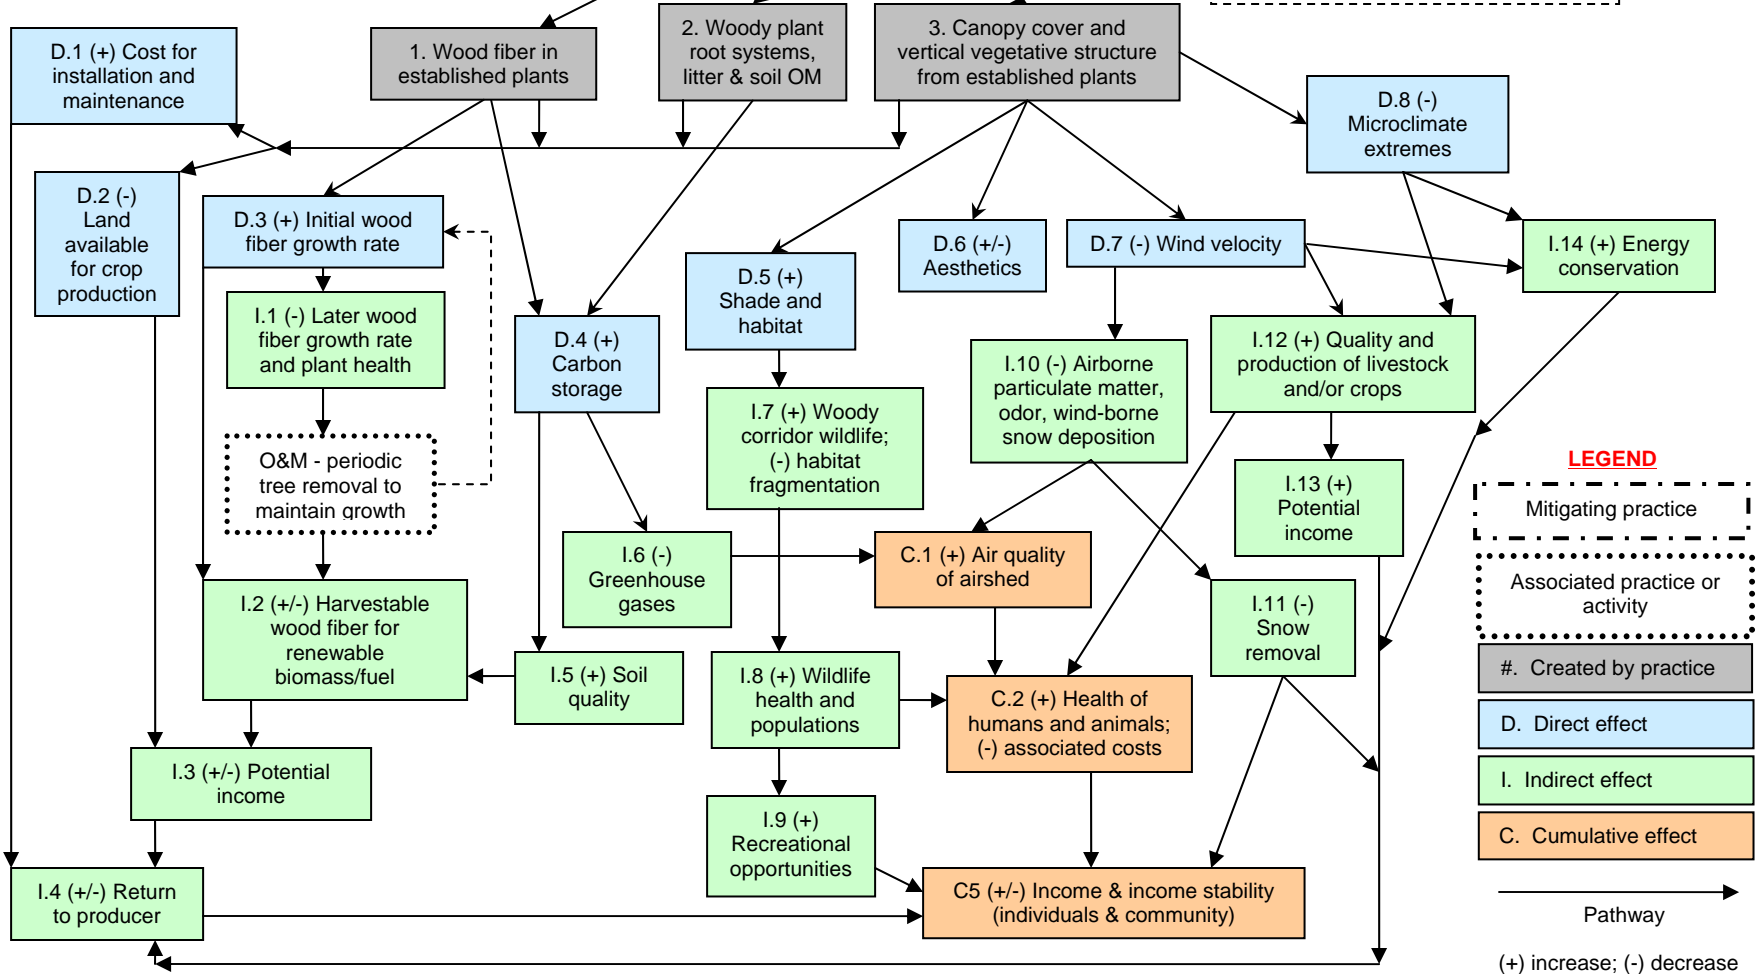 D.1 (+) Cost for
installation and
maintenance
1. Wood fiber in
established plants
2. Woody plant
root systems,
litter & soil OM
3. Canopy cover and
vertical vegetative structure
from established plants
D.8 (-)
Microclimate
extremes
D.2 (-)
Land
available
for crop
production
D.3 (+) Initial wood
fiber growth rate
D.6 (+/-)
Aesthetics
D.7 (-) Wind velocity
I.14 (+) Energy
conservation
D.5 (+)
Shade and
habitat
I.1 (-) Later wood
fiber growth rate
and plant health
D.4 (+)
Carbon
storage
I.10 (-) Airborne
particulate matter,
odor, wind-borne
snow deposition
I.12 (+) Quality and
production of livestock
and/or crops
I.7 (+) Woody
corridor wildlife;
(-) habitat
fragmentation
O&M - periodic
tree removal to
maintain growth
I.13 (+)
Potential
income
I.6 (-)
Greenhouse
gases
C.1 (+) Air quality
of airshed
I.2 (+/-) Harvestable
wood fiber for
renewable
biomass/fuel
I.11 (-)
Snow
removal
I.5 (+) Soil
quality
I.8 (+) Wildlife
health and
populations
C.2 (+) Health of
humans and animals;
(-) associated costs
I.3 (+/-) Potential
income
I.9 (+)
Recreational
opportunities
I.4 (+/-) Return
to producer
C5 (+/-) Income & income stability
(individuals & community)
LEGEND
Mitigating practice
Associated practice or
activity
#. Created by practice
D. Direct effect
I. Indirect effect
C. Cumulative effect
Pathway
(+) increase; (-) decrease